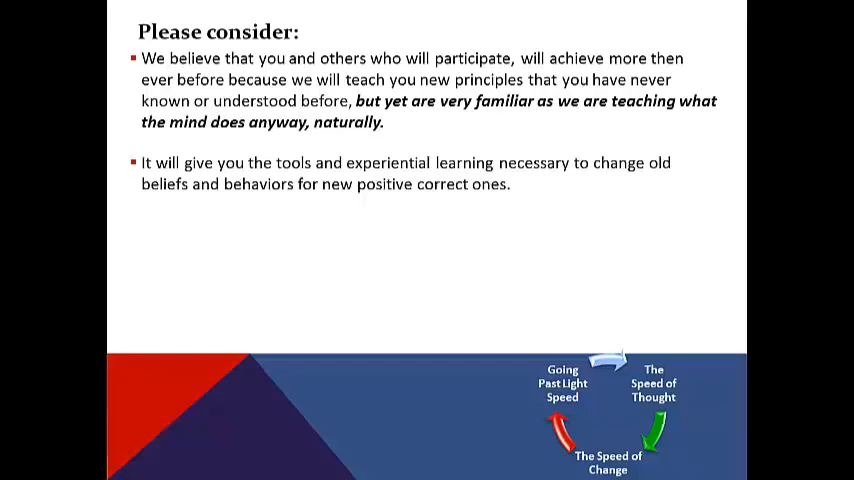 Please consider:
We believe that you and others who will participate, will achieve more then
ever before because we will teach you new principles that you have never
known or understood before, but yet are very familiar as we are teaching what
the mind does anyway, naturally.
It will give you the tools and experiential learning necessary to change old
beliefs and behaviors for new positive correct ones.
Going
Past Light
Speed
The
Speed of
Thought
The Speed of
Change